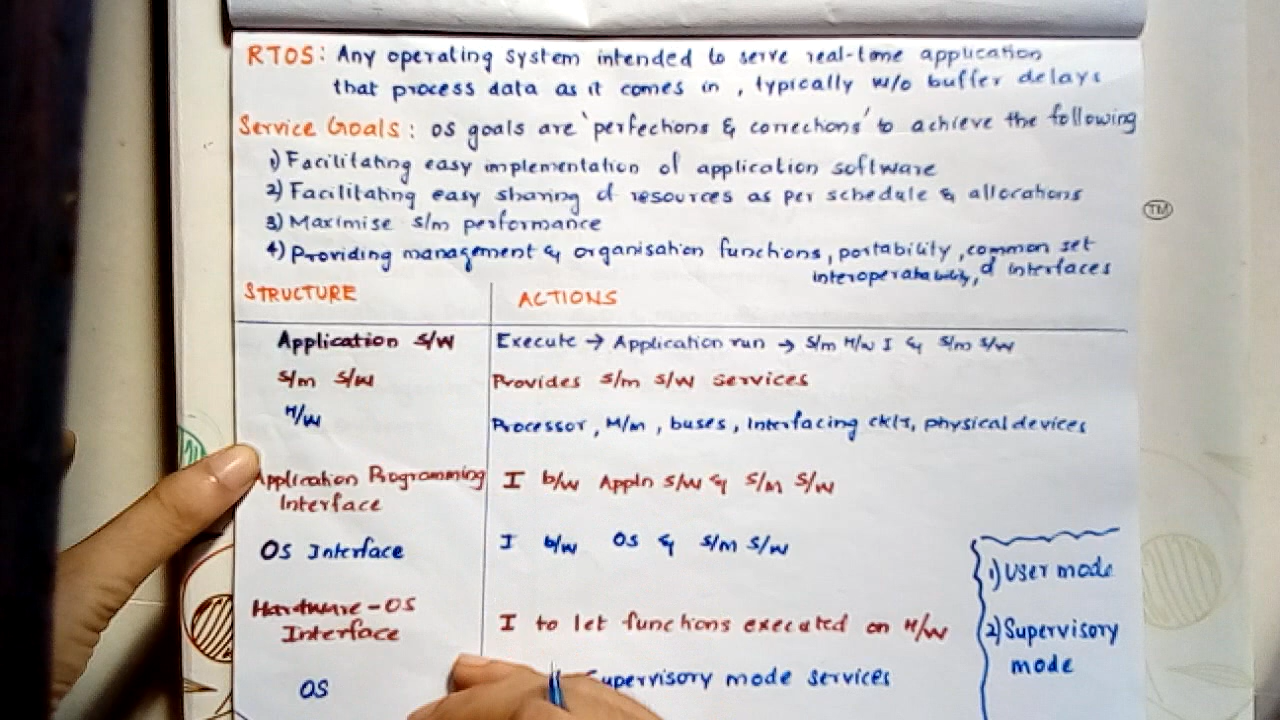 RTOS: Any operating system intended to serve real-time application
that process data as it comes in, typically w/o buffer delays
Service Goals: OS goals are 'perfections & corrections' to achieve the following
1) Facilitating easy implementation of application software
2) Facilitating easy sharing of resources as per schedule & allocations
3) Maximise s/m performance
4) Providing management & organisation functions, portability, common set
interoperability, of interfaces
STRUCTURE ACTIONS
Application S/W Execute → Application run → S/m H/W I & S/m S/W
S/m S/W Provides S/m S/W services
H/W Processor, M/m, buses, Interfacing ckts, physical devices
Application Programming I b/w Appln S/W & S/m S/W
Interface
OS Interface I b/w OS & S/m S/W
1) User mode
Hardware-OS
Interface I to let functions executed on H/W
2) Supervisory
mode
OS Supervisory mode services
TM